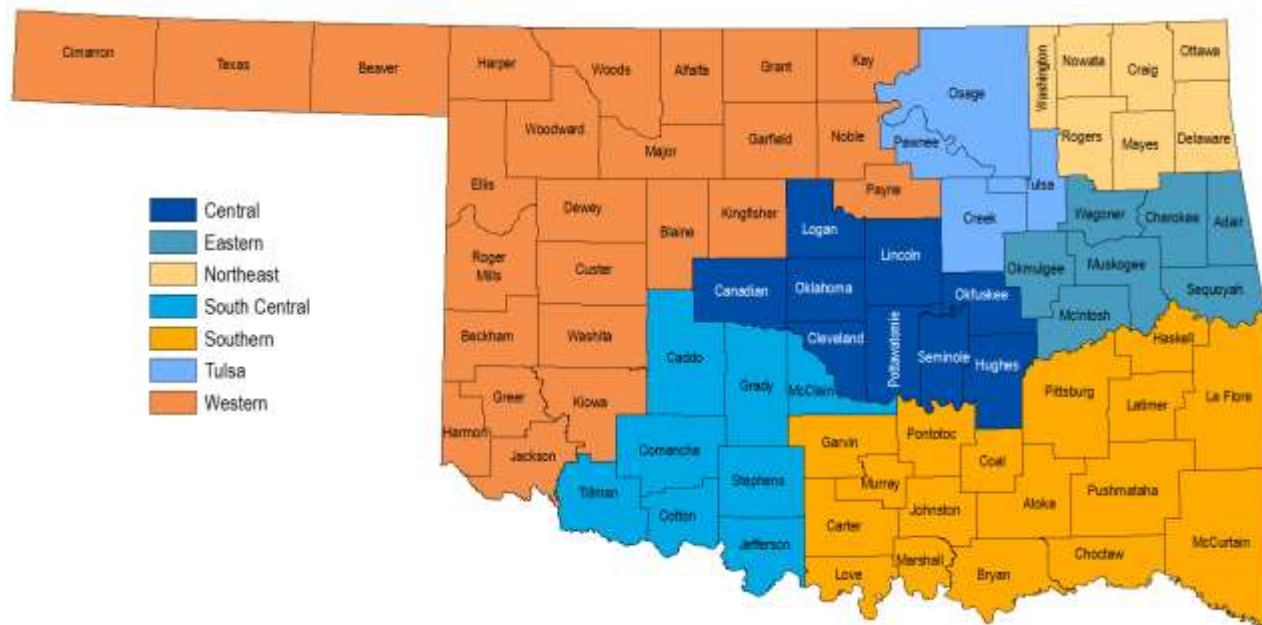 Cimarron
Texas
Beaver
Harper
Woods
Alfalfa
Grant
Kay
Osage
Washington
Nowata
Craig
Ottawa
Woodward
Major
Garfield
Noble
Pawnee
Rogers
Mayes
Delaware
Ellis
Dewey
Blaine
Kingfisher
Logan
Payne
Creek
Tulsa
Wagoner
Cherokee
Adair
Central
Eastern
Northeast
South Central
Southern
Tulsa
Western
Roger
Mills
Custer
Canadian
Oklahoma
Lincoln
Okfuskee
Okmulgee
Muskogee
Sequoyah
McIntosh
Beckham
Washita
Caddo
Grady
McClain
Cleveland
Pottawatomie
Seminole
Hughes
Haskell
Pittsburg
Latimer
Le Flore
Greer
Kiowa
Harmon
Jackson
Comanche
Stephens
Garvin
Pontotoc
Coal
Tillman
Cotton
Murray
Johnston
Atoka
Pushmataha
Carter
Jefferson
Love
Marshall
Bryan
Choctaw
McCurtain